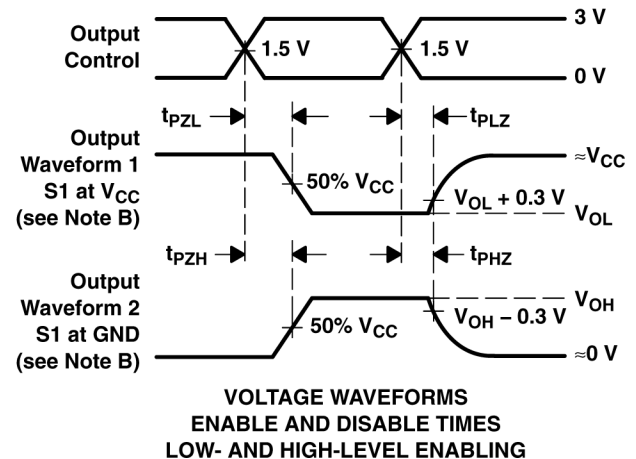 Output
Control
1.5 V
1.5 V
3 V
0 V
tPZL
tPLZ
Output
Waveform 1
S1 at VCC
(see Note B)
50% VCC
VOL + 0.3 V
≈VCC
VOL
tPZH
tPHZ
Output
Waveform 2
S1 at GND
(see Note B)
50% VCC
VOH − 0.3 V
VOH
≈0 V
VOLTAGE WAVEFORMS
ENABLE AND DISABLE TIMES
LOW- AND HIGH-LEVEL ENABLING